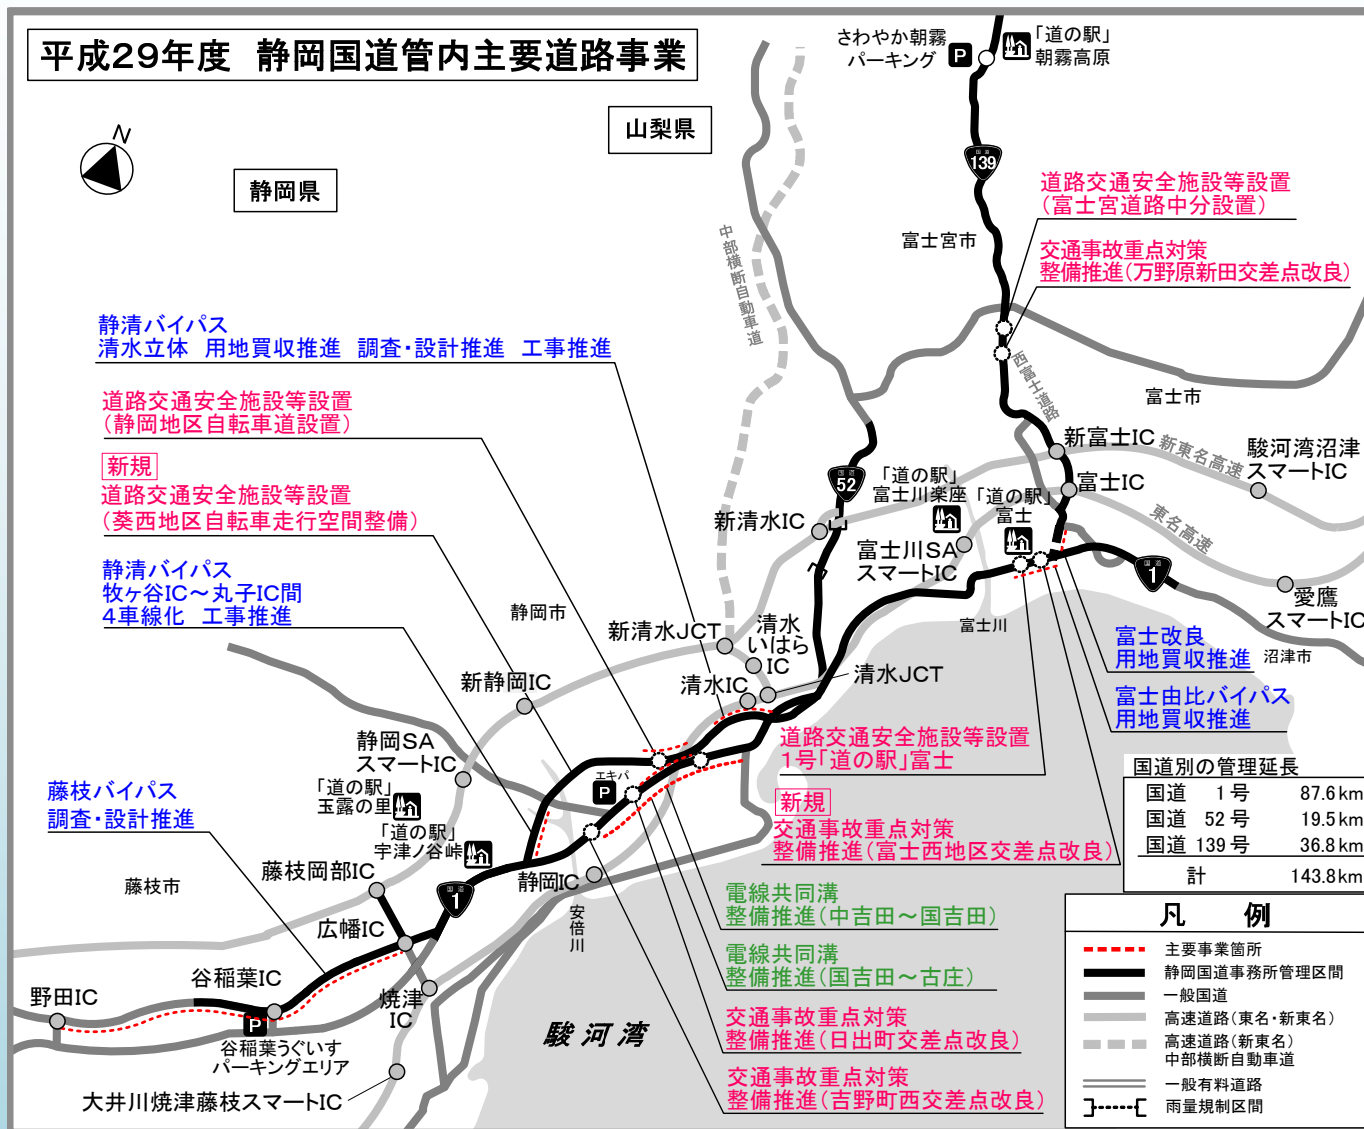 平成29年度 静岡国道管内主要道路事業
N
静岡県
山梨県
さわやか朝霧
パーキング
P
「道の駅」
朝霧高原
国道
139
道路交通安全施設等設置
(富士宮道路中分設置)
富士宮市
交通事故重点対策
整備推進(万野原新田交差点改良)
中部横断自動車道
静清バイパス
清水立体 用地買収推進 調査・設計推進 工事推進
西富士道路
富士市
道路交通安全施設等設置
(静岡地区自転車道設置)
新規
道路交通安全施設等設置
(葵西地区自転車走行空間整備)
新富士IC
新東名高速
駿河湾沼津
スマートIC
富士IC
東名高速
国道
52
「道の駅」
富士川楽座
「道の駅」
富士
新清水IC
富士川SA
スマートIC
国道
1
愛鷹
スマートIC
沼津市
静清バイパス
牧ヶ谷IC～丸子IC間
4車線化 工事推進
静岡市
富士川
新清水JCT
清水
いはら
IC
清水IC
清水JCT
富士改良
用地買収推進
富士由比バイパス
用地買収推進
新静岡IC
静岡SA
スマートIC
「道の駅」
玉露の里
「道の駅」
宇津ノ谷峠
エキパ
P
道路交通安全施設等設置
1号「道の駅」富士
新規
交通事故重点対策
整備推進(富士西地区交差点改良)
国道別の管理延長
国道 1号 87.6km
国道 52号 19.5km
国道 139号 36.8km
計 143.8km
藤枝バイパス
調査・設計推進
藤枝市
藤枝岡部IC
国道
1
静岡IC
安倍川
電線共同溝
整備推進(中吉田～国吉田)
電線共同溝
整備推進(国吉田～古庄)
交通事故重点対策
整備推進(日出町交差点改良)
交通事故重点対策
整備推進(吉野町西交差点改良)
広幡IC
谷稲葉IC
野田IC
焼津
IC
P
谷稲葉うぐいす
パーキングエリア
大井川焼津藤枝スマートIC
駿河湾
凡 例
主要事業箇所
静岡国道事務所管理区間
一般国道
高速道路(東名・新東名)
高速道路(新東名)
中部横断自動車道
一般有料道路
雨量規制区間